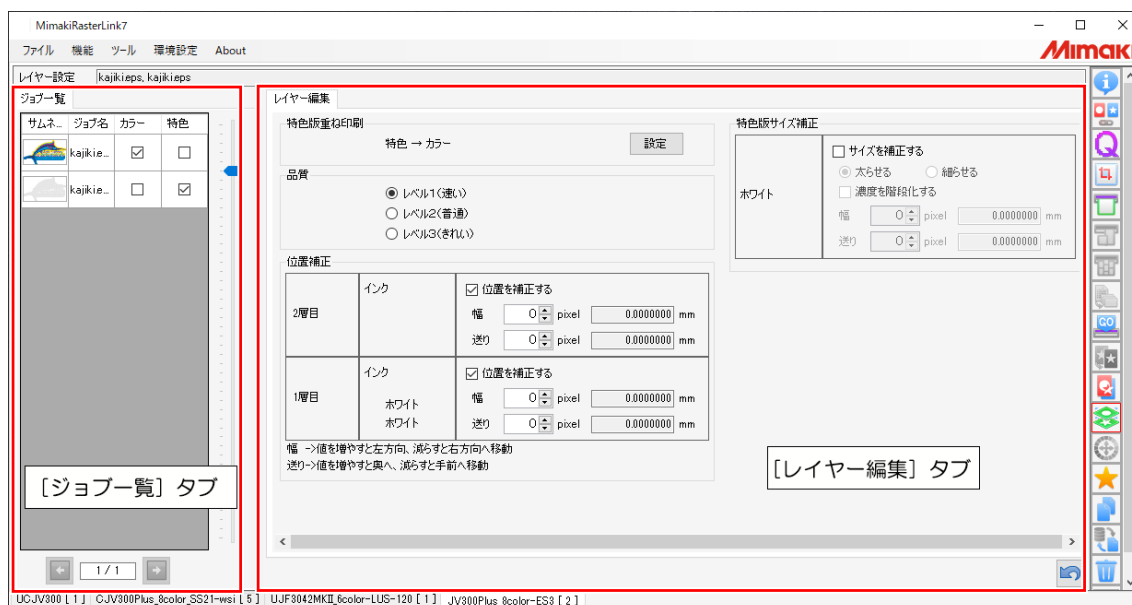 MimakiRasterLink7
ファイル 機能 ツール 環境設定 About
Mimaki
レイヤー設定 kajiki.eps, kajiki.eps
ジョブ一覧
サムネ... ジョブ名 カラー 特色
kajiki.e...
kajiki.e...
[ジョブ一覧] タブ
1 / 1
レイヤー編集
特色版重ね印刷
特色 → カラー 設定
品質
レベル1(速い)
レベル2(普通)
レベル3(きれい)
位置補正
2層目 インク 位置を補正する
幅 0 pixel 0.0000000 mm
送り 0 pixel 0.0000000 mm
1層目 インク 位置を補正する
ホワイト 幅 0 pixel 0.0000000 mm
ホワイト 送り 0 pixel 0.0000000 mm
幅 ->値を増やすと左方向、減らすと右方向へ移動
送り->値を増やすと奥へ、減らすと手前へ移動
特色版サイズ補正
ホワイト サイズを補正する
太らせる 細らせる
濃度を階段化する
幅 0 pixel 0.0000000 mm
送り 0 pixel 0.0000000 mm
[レイヤー編集] タブ
GO
UCJV300 [ 1 ] CJV300Plus_8color_SS21-wsi [ 5 ] UJF3042MKII_6color-LUS-120 [ 1 ] JV300Plus_8color-ES3 [ 2 ]